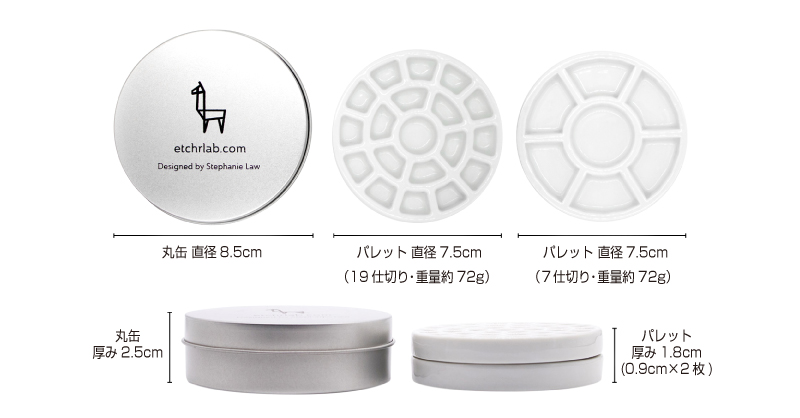 etchrlab.com
Designed by Stephanie Law
丸缶 直径 8.5cm
パレット 直径 7.5cm
(19 仕切り・重量約 72g)
パレット 直径 7.5cm
(7 仕切り・重量約 72g)
丸缶
厚み 2.5cm
パレット
厚み 1.8cm
(0.9cm×2 枚 )